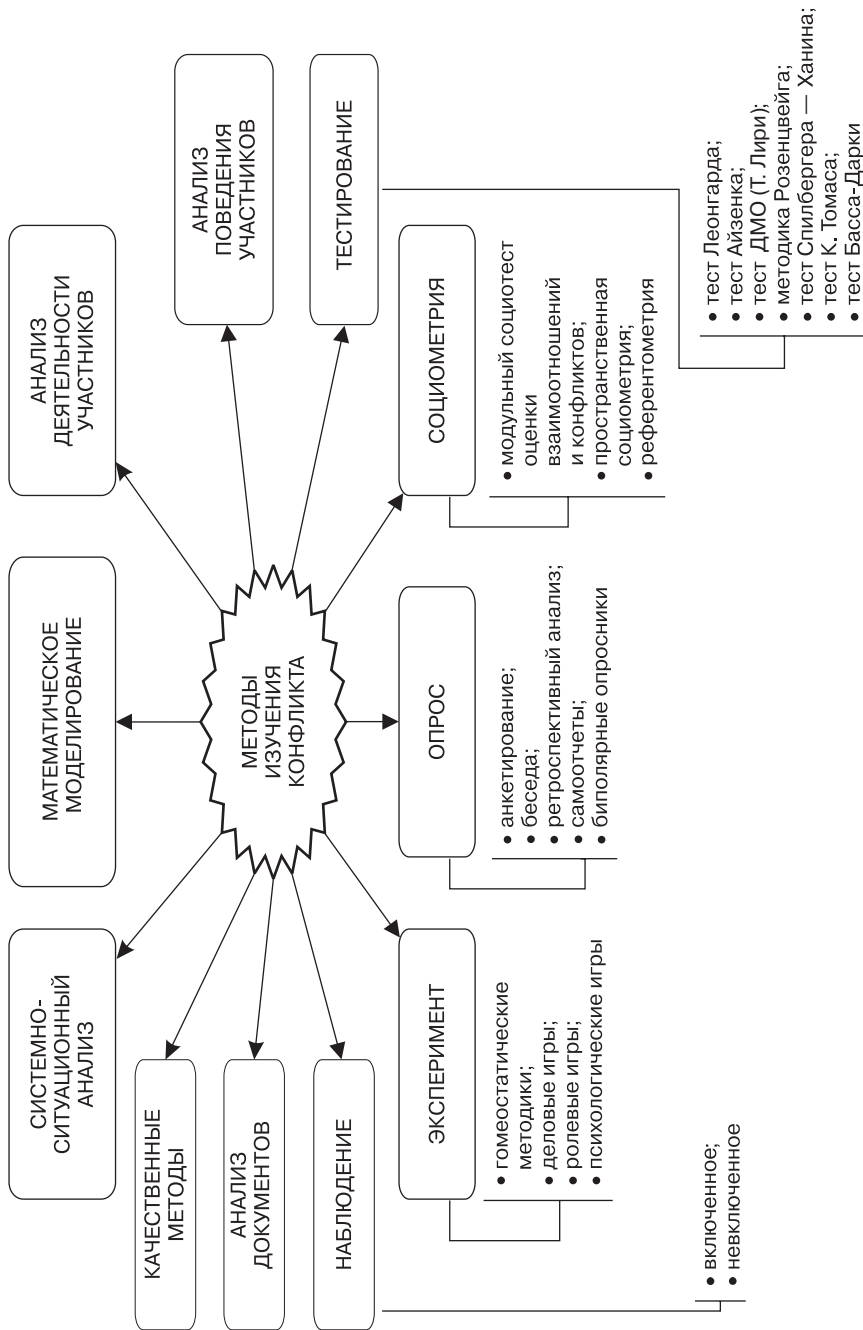 СИСТЕМНО-
СИТУАЦИОННЫЙ
АНАЛИЗ
МАТЕМАТИЧЕСКОЕ
МОДЕЛИРОВАНИЕ
АНАЛИЗ
ДЕЯТЕЛЬНОСТИ
УЧАСТНИКОВ
КАЧЕСТВЕННЫЕ
МЕТОДЫ
АНАЛИЗ
ПОВЕДЕНИЯ
УЧАСТНИКОВ
АНАЛИЗ
ДОКУМЕНТОВ
МЕТОДЫ
ИЗУЧЕНИЯ
КОНФЛИКТА
НАБЛЮДЕНИЕ
ТЕСТИРОВАНИЕ
ЭКСПЕРИМЕНТ
ОПРОС
СОЦИОМЕТРИЯ
• гомеостатические
методики;
• деловые игры;
• ролевые игры;
• психологические игры
• анкетирование;
• беседа;
• ретроспективный анализ;
• самоотчеты;
• биполярные опросники
• модульный социотест
оценки
взаимоотношений
и конфликтов;
• пространственная
социометрия;
• референтометрия
• включенное;
• невключенное
• тест Леонгарда;
• тест Айзенка;
• тест ДМО (Т. Лири);
• методика Розенцвейга;
• тест Спилбергера — Ханина;
• тест К. Томаса;
• тест Басса-Дарки